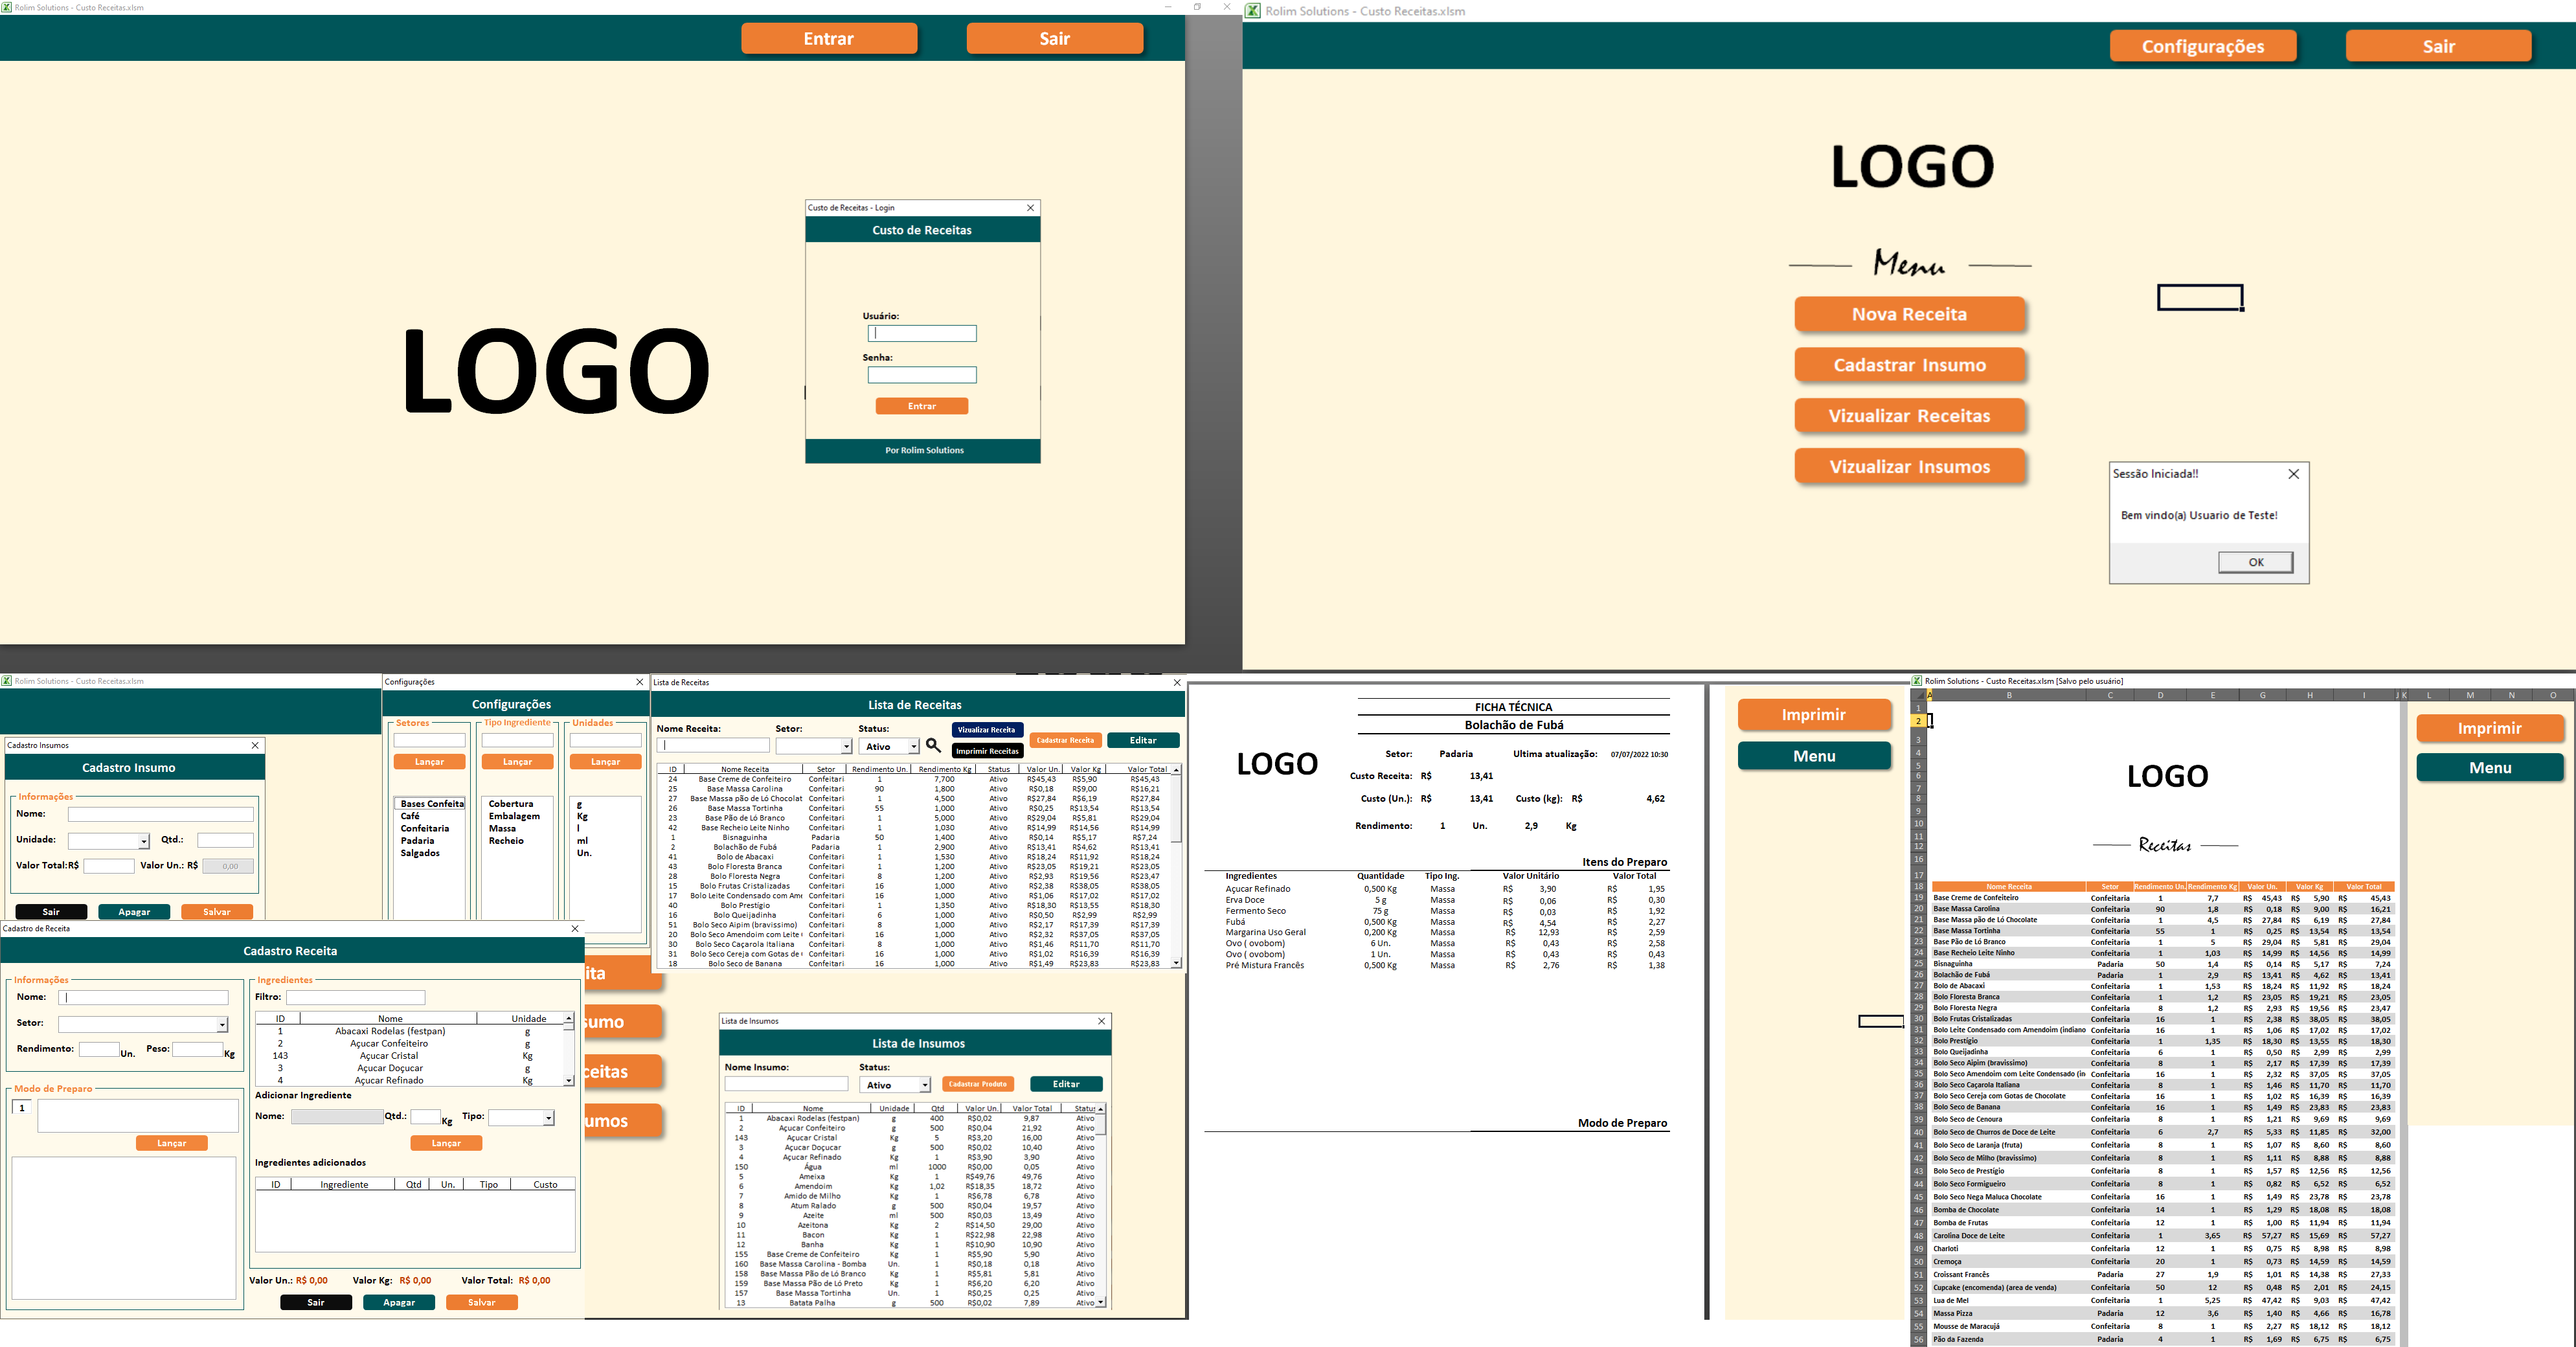 Rolim Solutions - Custo Receitas.xlsm
Entrar
Sair
LOGO
Custo de Receitas - Login
Custo de Receitas
Usuário:
Senha:
Entrar
Por Rolim Solutions
Rolim Solutions - Custo Receitas.xlsm
Configurações
Sair
LOGO
Menu
Nova Receita
Cadastrar Insumo
Vizualizar Receitas
Vizualizar Insumos
Sessão Iniciada!!
Bem vindo(a) Usuario de Teste!
OK
Rolim Solutions - Custo Receitas.xlsm
Cadastro Insumos
Cadastro Insumo
Informações
Nome:
Unidade: Qtd.:
Valor Total:R$ Valor Un.: R$ 0,00
Sair Apagar Salvar
Configurações
Configurações
Setores Tipo Ingrediente Unidades
Lançar Lançar Lançar
Bases Confeita Cobertura g
Café Embalagem Kg
Confeitaria Massa l
Padaria Recheio ml
Salgados Un.
Cadastro de Receita
Cadastro Receita
Informações
Nome:
Setor:
Rendimento: Un. Peso: Kg
Modo de Preparo
1
Lançar
Ingredientes
Filtro:
ID Nome Unidade
1 Abacaxi Rodelas (festpan) g
2 Açucar Confeiteiro g
143 Açucar Cristal Kg
3 Açucar Doçucar g
4 Açucar Refinado Kg
Adicionar Ingrediente
Nome: Qtd.: Kg Tipo:
Lançar
Ingredientes adicionados
ID Ingrediente Qtd Un. Tipo Custo
Valor Un.: R$ 0,00 Valor Kg: R$ 0,00 Valor Total: R$ 0,00
Sair Apagar Salvar
ita
sumo
ceitas
umos
Lista de Receitas
Lista de Receitas
Nome Receita: Setor: Status:
Ativo
Vizualizar Receita
Imprimir Receitas
Cadastrar Receita
Editar
ID Nome Receita Setor Rendimento Un. Rendimento Kg Status Valor Un. Valor Kg Valor Total
24 Base Creme de Confeiteiro Confeitari 1 7,700 Ativo R$45,43 R$5,90 R$45,43
25 Base Massa Carolina Confeitari 90 1,800 Ativo R$0,18 R$9,00 R$16,21
27 Base Massa pão de Ló Chocolat Confeitari 1 4,500 Ativo R$27,84 R$6,19 R$27,84
26 Base Massa Tortinha Confeitari 55 1,000 Ativo R$0,25 R$13,54 R$13,54
23 Base Pão de Ló Branco Confeitari 1 5,000 Ativo R$29,04 R$5,81 R$29,04
42 Base Recheio Leite Ninho Confeitari 1 1,030 Ativo R$14,99 R$14,56 R$14,99
1 Bisnaguinha Padaria 50 1,400 Ativo R$0,14 R$5,17 R$7,24
2 Bolachão de Fubá Padaria 1 2,900 Ativo R$13,41 R$4,62 R$13,41
41 Bolo de Abacaxi Confeitari 1 1,530 Ativo R$18,24 R$11,92 R$18,24
43 Bolo Floresta Branca Confeitari 1 1,200 Ativo R$23,05 R$19,21 R$23,05
28 Bolo Floresta Negra Confeitari 8 1,200 Ativo R$2,93 R$19,56 R$23,47
15 Bolo Frutas Cristalizadas Confeitari 16 1,000 Ativo R$2,38 R$38,05 R$38,05
17 Bolo Leite Condensado com Am Confeitari 16 1,000 Ativo R$1,06 R$17,02 R$17,02
40 Bolo Prestígio Confeitari 1 1,350 Ativo R$18,30 R$13,55 R$18,30
16 Bolo Queijadinha Confeitari 6 1,000 Ativo R$0,50 R$2,99 R$2,99
51 Bolo Seco Aipim (bravissimo) Confeitari 8 1,000 Ativo R$2,17 R$17,39 R$17,39
20 Bolo Seco Amendoim com Leite Confeitari 16 1,000 Ativo R$2,32 R$37,05 R$37,05
30 Bolo Seco Caçarola Italiana Confeitari 8 1,000 Ativo R$1,46 R$11,70 R$11,70
31 Bolo Seco Cereja com Gotas de Confeitari 16 1,000 Ativo R$1,02 R$16,39 R$16,39
18 Bolo Seco de Banana Confeitari 16 1,000 Ativo R$1,49 R$23,83 R$23,83
Lista de Insumos
Lista de Insumos
Nome Insumo: Status:
Ativo Cadastrar Produto Editar
ID Nome Unidade Qtd Valor Un. Valor Total Status
1 Abacaxi Rodelas (festpan) g 400 R$0,02 9,87 Ativo
2 Açucar Confeiteiro g 500 R$0,04 21,92 Ativo
143 Açucar Cristal Kg 5 R$3,20 16,00 Ativo
3 Açucar Doçucar g 500 R$0,02 10,40 Ativo
4 Açucar Refinado Kg 1 R$3,90 3,90 Ativo
150 Água ml 1000 R$0,00 0,05 Ativo
5 Ameixa Kg 1 R$49,76 49,76 Ativo
6 Amendoim Kg 1,02 R$18,35 18,72 Ativo
7 Amido de Milho Kg 1 R$6,78 6,78 Ativo
8 Atum Ralado g 500 R$0,04 19,57 Ativo
9 Azeite ml 500 R$0,03 13,49 Ativo
10 Azeitona Kg 2 R$14,50 29,00 Ativo
11 Bacon Kg 1 R$22,98 22,98 Ativo
12 Banha Kg 1 R$10,90 10,90 Ativo
155 Base Creme de Confeiteiro Kg 1 R$5,90 5,90 Ativo
160 Base Massa Carolina - Bomba Un. 1 R$0,18 0,18 Ativo
158 Base Massa Pão de Ló Branco Kg 1 R$5,81 5,81 Ativo
159 Base Massa Pão de Ló Preto Kg 1 R$6,20 6,20 Ativo
157 Base Massa Tortinha Un. 1 R$0,25 0,25 Ativo
13 Batata Palha g 500 R$0,02 7,89 Ativo
LOGO
FICHA TÉCNICA
Bolachão de Fubá
Setor: Padaria Ultima atualização: 07/07/2022 10:30
Custo Receita: R$ 13,41
Custo (Un.): R$ 13,41 Custo (kg): R$ 4,62
Rendimento: 1 Un. 2,9 Kg
Itens do Preparo
Ingredientes Quantidade Tipo Ing. Valor Unitário Valor Total
Açucar Refinado 0,500 Kg Massa R$ 3,90 R$ 1,95
Erva Doce 5 g Massa R$ 0,06 R$ 0,30
Fermento Seco 75 g Massa R$ 0,03 R$ 1,92
Fubá 0,500 Kg Massa R$ 4,54 R$ 2,27
Margarina Uso Geral 0,200 Kg Massa R$ 12,93 R$ 2,59
Ovo ( ovobom) 6 Un. Massa R$ 0,43 R$ 2,58
Ovo ( ovobom) 1 Un. Massa R$ 0,43 R$ 0,43
Pré Mistura Francês 0,500 Kg Massa R$ 2,76 R$ 1,38
Modo de Preparo
Imprimir
Menu
Rolim Solutions - Custo Receitas.xlsm [Salvo pelo usuário]
A B C D E G H I J K L M N O
1
2
3
4
5
6
7
8
9
10
11
12
16
17
LOGO
Receitas
Imprimir
Menu
18 Nome Receita Setor Rendimento Un. Rendimento Kg Valor Un. Valor Kg Valor Total
19 Base Creme de Confeiteiro Confeitaria 1 7,7 R$ 45,43 R$ 5,90 R$ 45,43
20 Base Massa Carolina Confeitaria 90 1,8 R$ 0,18 R$ 9,00 R$ 16,21
21 Base Massa pão de Ló Chocolate Confeitaria 1 4,5 R$ 27,84 R$ 6,19 R$ 27,84
22 Base Massa Tortinha Confeitaria 55 1 R$ 0,25 R$ 13,54 R$ 13,54
23 Base Pão de Ló Branco Confeitaria 1 5 R$ 29,04 R$ 5,81 R$ 29,04
24 Base Recheio Leite Ninho Confeitaria 1 1,03 R$ 14,99 R$ 14,56 R$ 14,99
25 Bisnaguinha Padaria 50 1,4 R$ 0,14 R$ 5,17 R$ 7,24
26 Bolachão de Fubá Padaria 1 2,9 R$ 13,41 R$ 4,62 R$ 13,41
27 Bolo de Abacaxi Confeitaria 1 1,53 R$ 18,24 R$ 11,92 R$ 18,24
28 Bolo Floresta Branca Confeitaria 1 1,2 R$ 23,05 R$ 19,21 R$ 23,05
29 Bolo Floresta Negra Confeitaria 8 1,2 R$ 2,93 R$ 19,56 R$ 23,47
30 Bolo Frutas Cristalizadas Confeitaria 16 1 R$ 2,38 R$ 38,05 R$ 38,05
31 Bolo Leite Condensado com Amendoim (indiano Confeitaria 16 1 R$ 1,06 R$ 17,02 R$ 17,02
32 Bolo Prestígio Confeitaria 1 1,35 R$ 18,30 R$ 13,55 R$ 18,30
33 Bolo Queijadinha Confeitaria 6 1 R$ 0,50 R$ 2,99 R$ 2,99
34 Bolo Seco Aipim (bravissimo) Confeitaria 8 1 R$ 2,17 R$ 17,39 R$ 17,39
35 Bolo Seco Amendoim com Leite Condensado (in Confeitaria 16 1 R$ 2,32 R$ 37,05 R$ 37,05
36 Bolo Seco Caçarola Italiana Confeitaria 8 1 R$ 1,46 R$ 11,70 R$ 11,70
37 Bolo Seco Cereja com Gotas de Chocolate Confeitaria 16 1 R$ 1,02 R$ 16,39 R$ 16,39
38 Bolo Seco de Banana Confeitaria 16 1 R$ 1,49 R$ 23,83 R$ 23,83
39 Bolo Seco de Cenoura Confeitaria 8 1 R$ 1,21 R$ 9,69 R$ 9,69
40 Bolo Seco de Churros de Doce de Leite Confeitaria 6 2,7 R$ 5,33 R$ 11,85 R$ 32,00
41 Bolo Seco de Laranja (fruta) Confeitaria 8 1 R$ 1,07 R$ 8,60 R$ 8,60
42 Bolo Seco de Milho (bravissimo) Confeitaria 8 1 R$ 1,11 R$ 8,88 R$ 8,88
43 Bolo Seco de Prestígio Confeitaria 8 1 R$ 1,57 R$ 12,56 R$ 12,56
44 Bolo Seco Formigueiro Confeitaria 8 1 R$ 0,82 R$ 6,52 R$ 6,52
45 Bolo Seco Nega Maluca Chocolate Confeitaria 16 1 R$ 1,49 R$ 23,78 R$ 23,78
46 Bomba de Chocolate Confeitaria 14 1 R$ 1,29 R$ 18,08 R$ 18,08
47 Bomba de Frutas Confeitaria 12 1 R$ 1,00 R$ 11,94 R$ 11,94
48 Carolina Doce de Leite Confeitaria 1 3,65 R$ 57,27 R$ 15,69 R$ 57,27
49 Charloti Confeitaria 12 1 R$ 0,75 R$ 8,98 R$ 8,98
50 Cremoça Confeitaria 20 1 R$ 0,73 R$ 14,59 R$ 14,59
51 Croissant Francês Padaria 27 1,9 R$ 1,01 R$ 14,38 R$ 27,33
52 Cupcake (encomenda) (area de venda) Confeitaria 50 12 R$ 0,48 R$ 2,01 R$ 24,15
53 Lua de Mel Confeitaria 1 5,25 R$ 47,42 R$ 9,03 R$ 47,42
54 Massa Pizza Padaria 12 3,6 R$ 1,40 R$ 4,66 R$ 16,78
55 Mousse de Maracujá Confeitaria 8 1 R$ 2,27 R$ 18,12 R$ 18,12
56 Pão da Fazenda Padaria 4 1 R$ 1,69 R$ 6,75 R$ 6,75